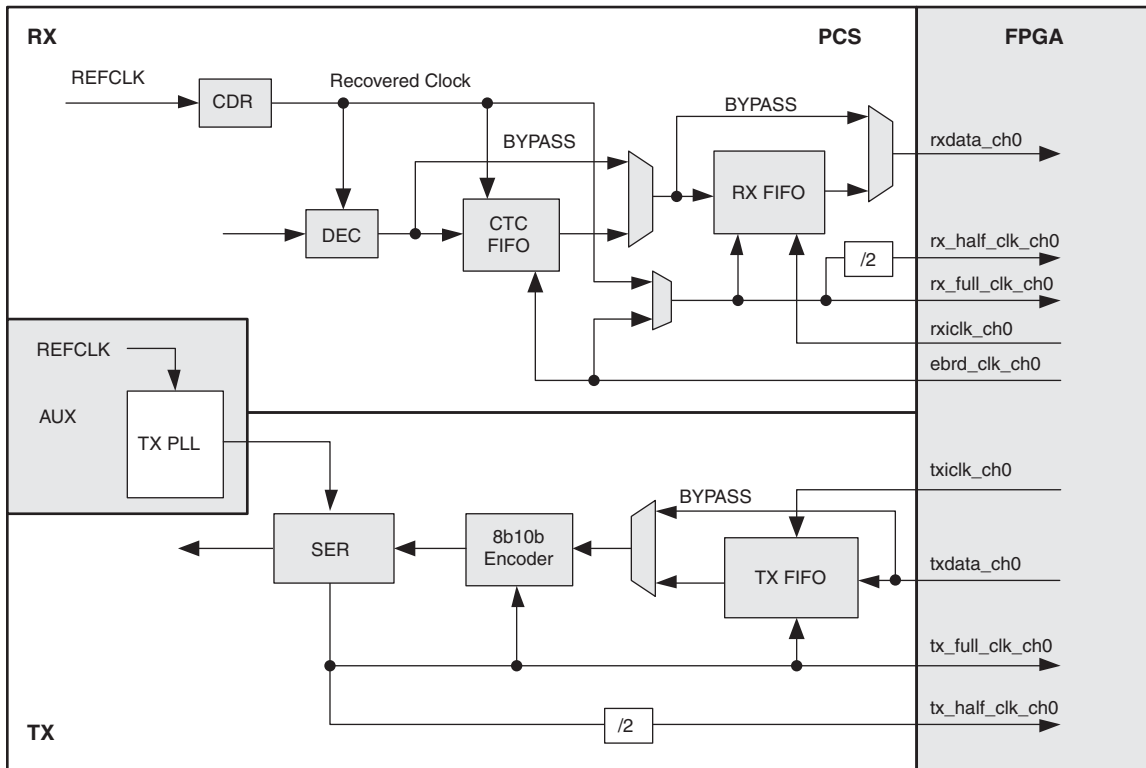 RX
PCS
FPGA
REFCLK
CDR
Recovered Clock
BYPASS
BYPASS
rxdata_ch0
RX FIFO
CTC
FIFO
DEC
/2
rx_half_clk_ch0
rx_full_clk_ch0
rxiclk_ch0
ebrd_clk_ch0
REFCLK
AUX
TX PLL
txiclk_ch0
BYPASS
SER
8b10b
Encoder
TX FIFO
txdata_ch0
tx_full_clk_ch0
tx_half_clk_ch0
/2
TX